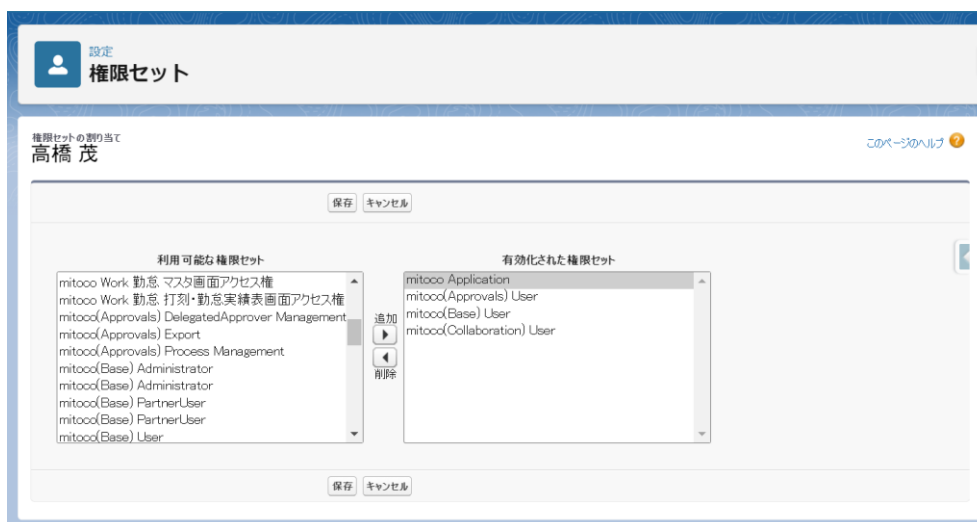 設定
権限セット
権限セットの割り当て
高橋 茂
このページのヘルプ
保存 キャンセル
利用可能な権限セット
mitoco Work 勤怠 マスタ画面アクセス権
mitoco Work 勤怠 打刻・勤怠実績表画面アクセス権
mitoco(Approvals) DelegatedApprover Management
mitoco(Approvals) Export
mitoco(Approvals) Process Management
mitoco(Base) Administrator
mitoco(Base) Administrator
mitoco(Base) PartnerUser
mitoco(Base) PartnerUser
mitoco(Base) User
追加
削除
有効化された権限セット
mitoco Application
mitoco(Approvals) User
mitoco(Base) User
mitoco(Collaboration) User
保存 キャンセル